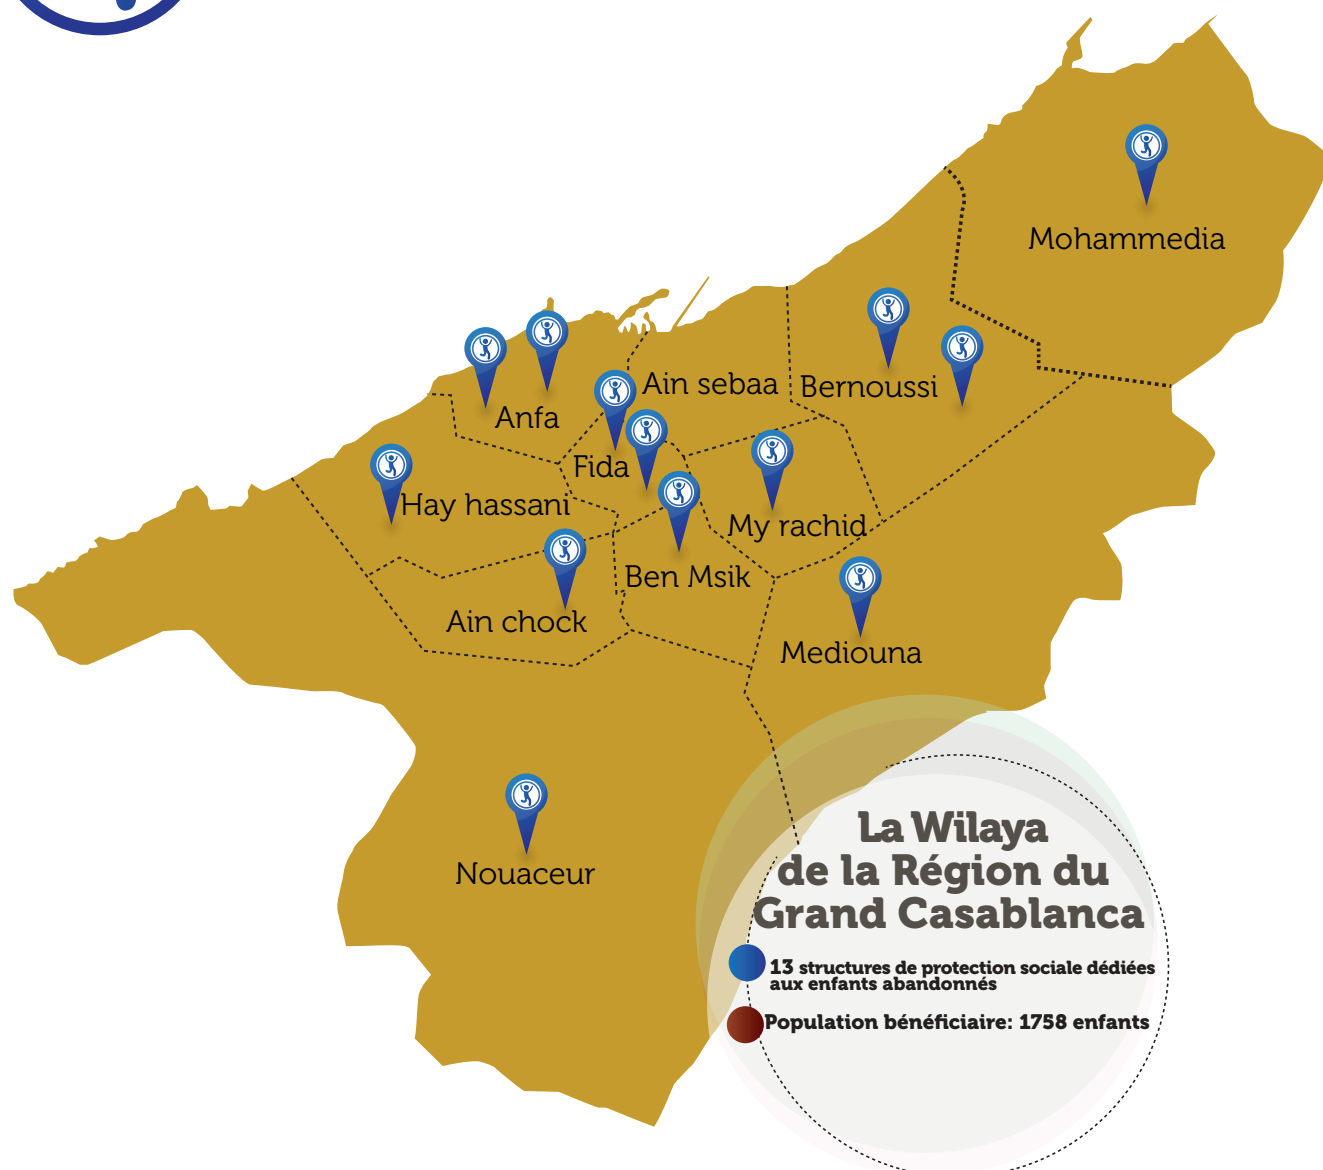 Mohammedia
Ain sebaa
Bernoussi
Anfa
Fida
Hay hassani
My rachid
Ben Msik
Ain chock
Mediouna
Nouaceur
La Wilaya
de la Région du
Grand Casablanca
13 structures de protection sociale dédiées
aux enfants abandonnés
Population bénéficiaire: 1758 enfants